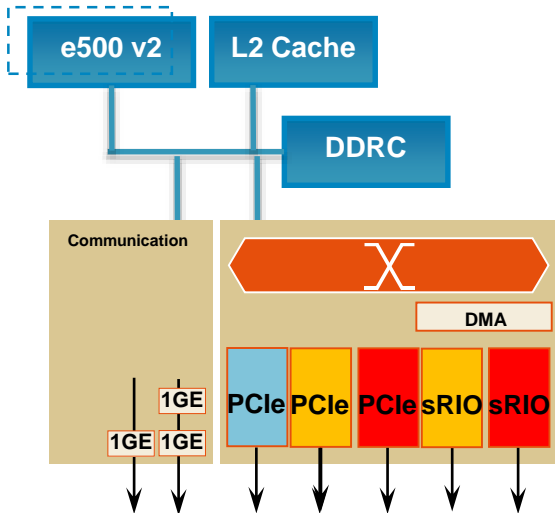 e500 v2
L2 Cache
DDRC
Communication
DMA
PCIe
PCIe
PCIe
sRIO
sRIO
1GE
1GE
1GE